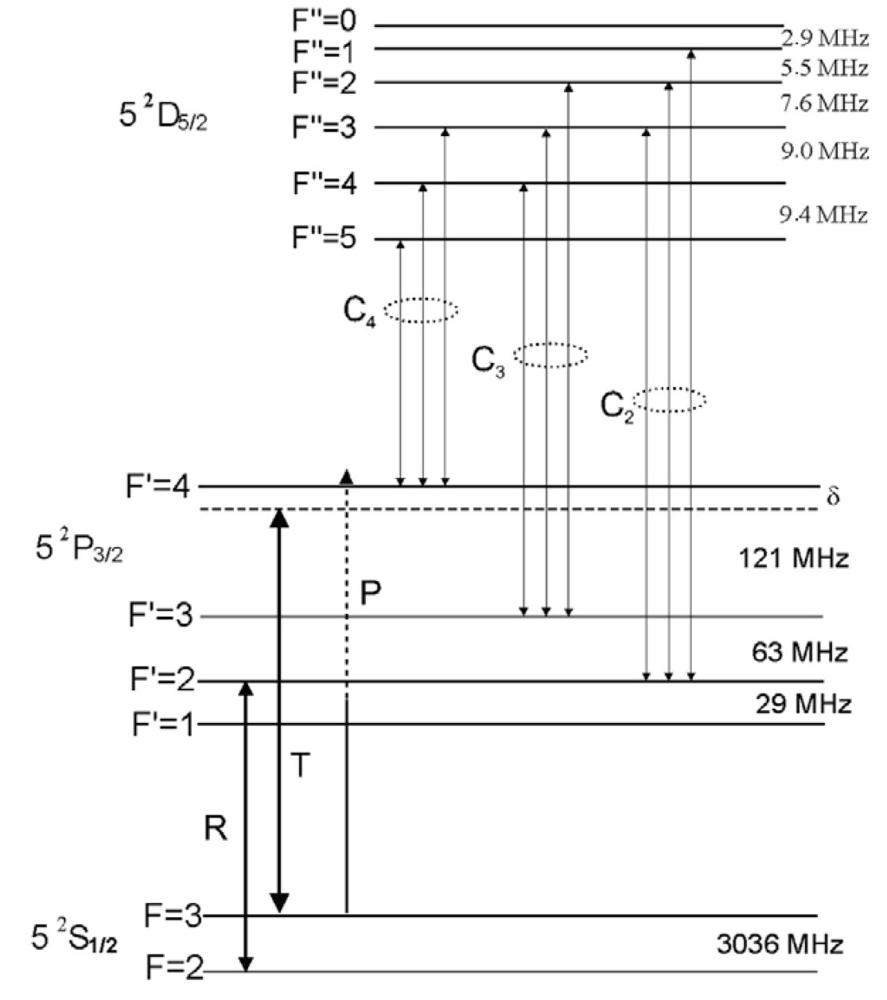 F"=0
2.9 MHz
F"=1
5.5 MHz
F"=2
7.6 MHz
5 ²D5/2
F"=3
9.0 MHz
F"=4
9.4 MHz
F"=5
C₄
C₃
C₂
F'=4
δ
5 ²P3/2
121 MHz
P
F'=3
63 MHz
F'=2
29 MHz
F'=1
T
R
F=3
5 ²S1/2
3036 MHz
F=2